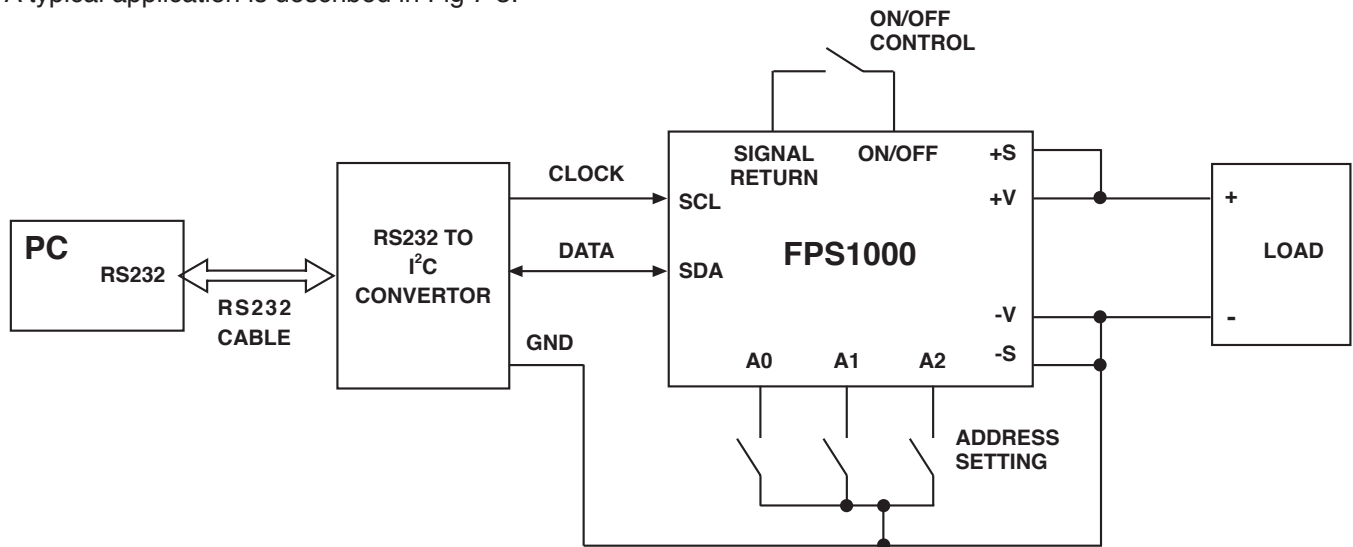 A typical application is described in Fig 7-8.
ON/OFF
CONTROL
SIGNAL
RETURN
ON/OFF
+S
+V
CLOCK
SCL
PC
RS232
RS232
CABLE
RS232 TO
I²C
CONVERTOR
DATA
SDA
FPS1000
+
LOAD
-
-V
-S
GND
A0
A1
A2
ADDRESS
SETTING